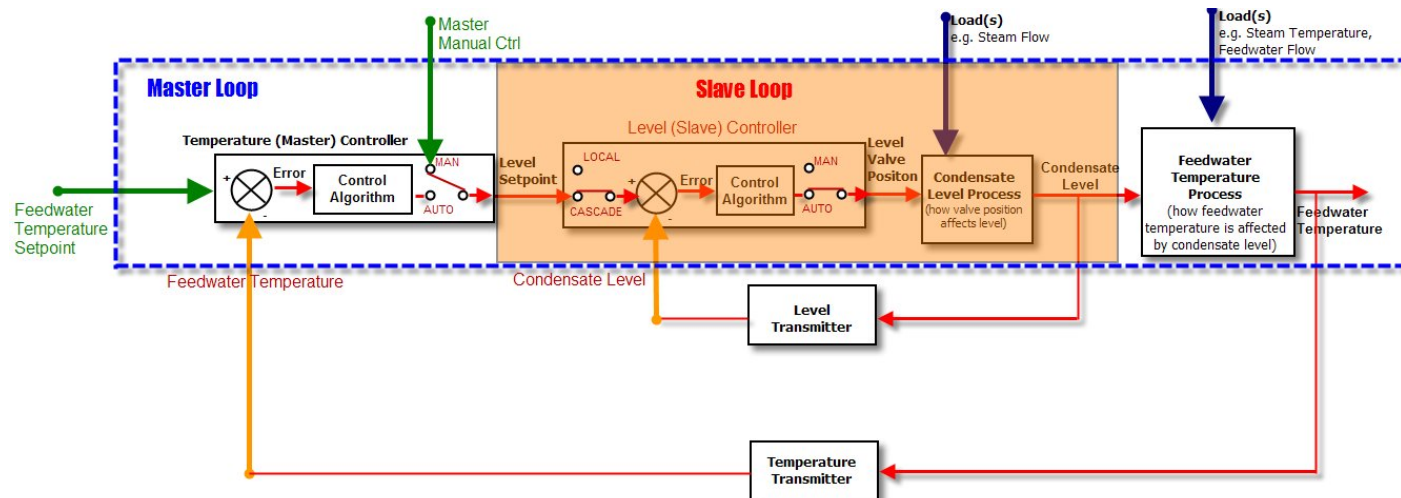 Master
Manual Ctrl
Load(s)
e.g. Steam Flow
Load(s)
e.g. Steam Temperature,
Feedwater Flow
Master Loop
Slave Loop
Temperature (Master) Controller
Level (Slave) Controller
+
-
Error
Control
Algorithm
MAN
AUTO
Level
Setpoint
LOCAL
CASCADE
+
-
Error
Control
Algorithm
MAN
AUTO
Level
Valve
Positon
Condensate
Level Process
(how valve position
affects level)
Condensate
Level
Feedwater
Temperature
Process
(how feedwater
temperature is affected
by condensate level)
Feedwater
Temperature
Feedwater
Temperature
Setpoint
Feedwater Temperature
Condensate Level
Level
Transmitter
Temperature
Transmitter